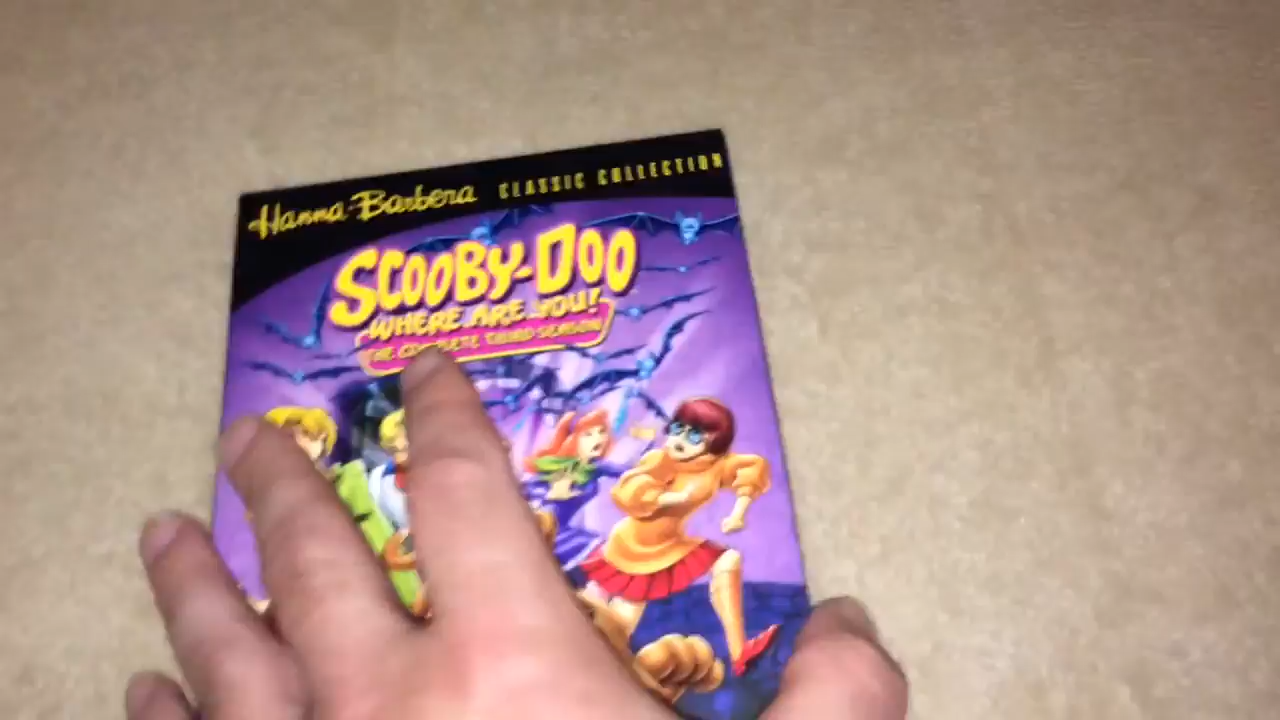 Hanna-Barbera CLASSIC COLLECTION
SCOOBY-DOO
WHERE ARE YOU!
THE COMPLETE THIRD SEASON